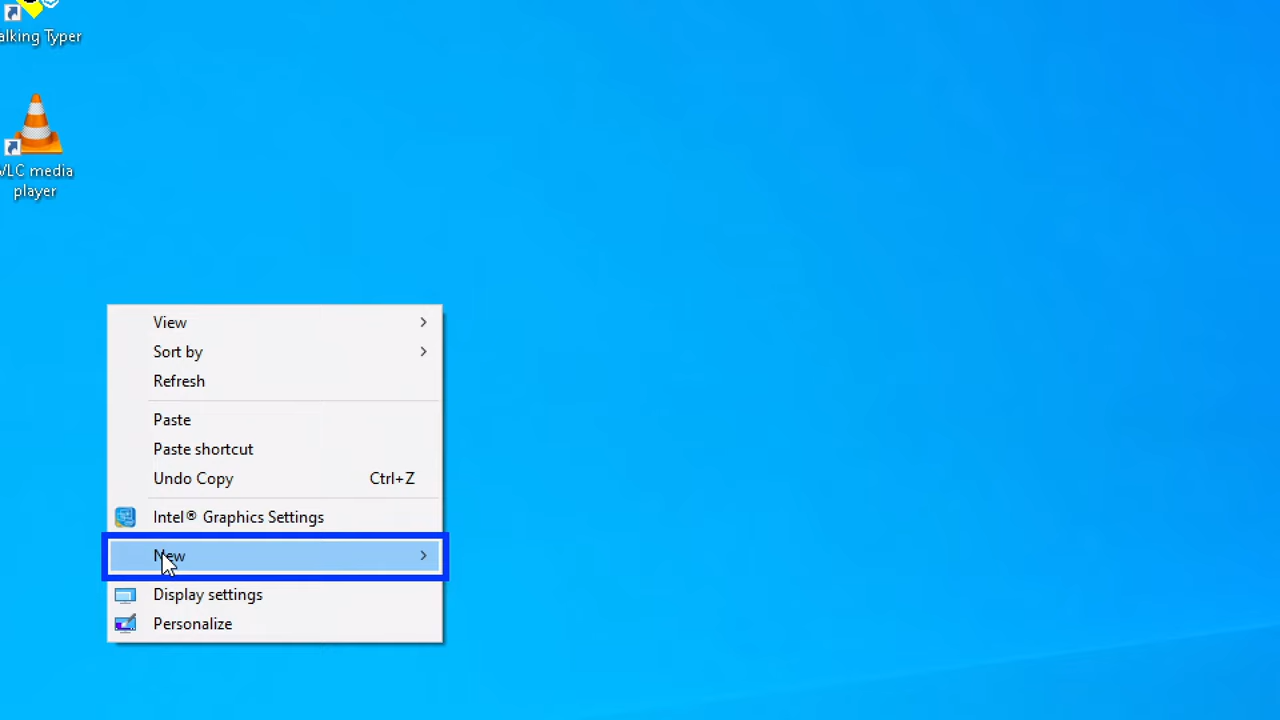 alking Typer
VLC media
player
View
Sort by
Refresh
Paste
Paste shortcut
Undo Copy Ctrl+Z
Intel® Graphics Settings
New
Display settings
Personalize